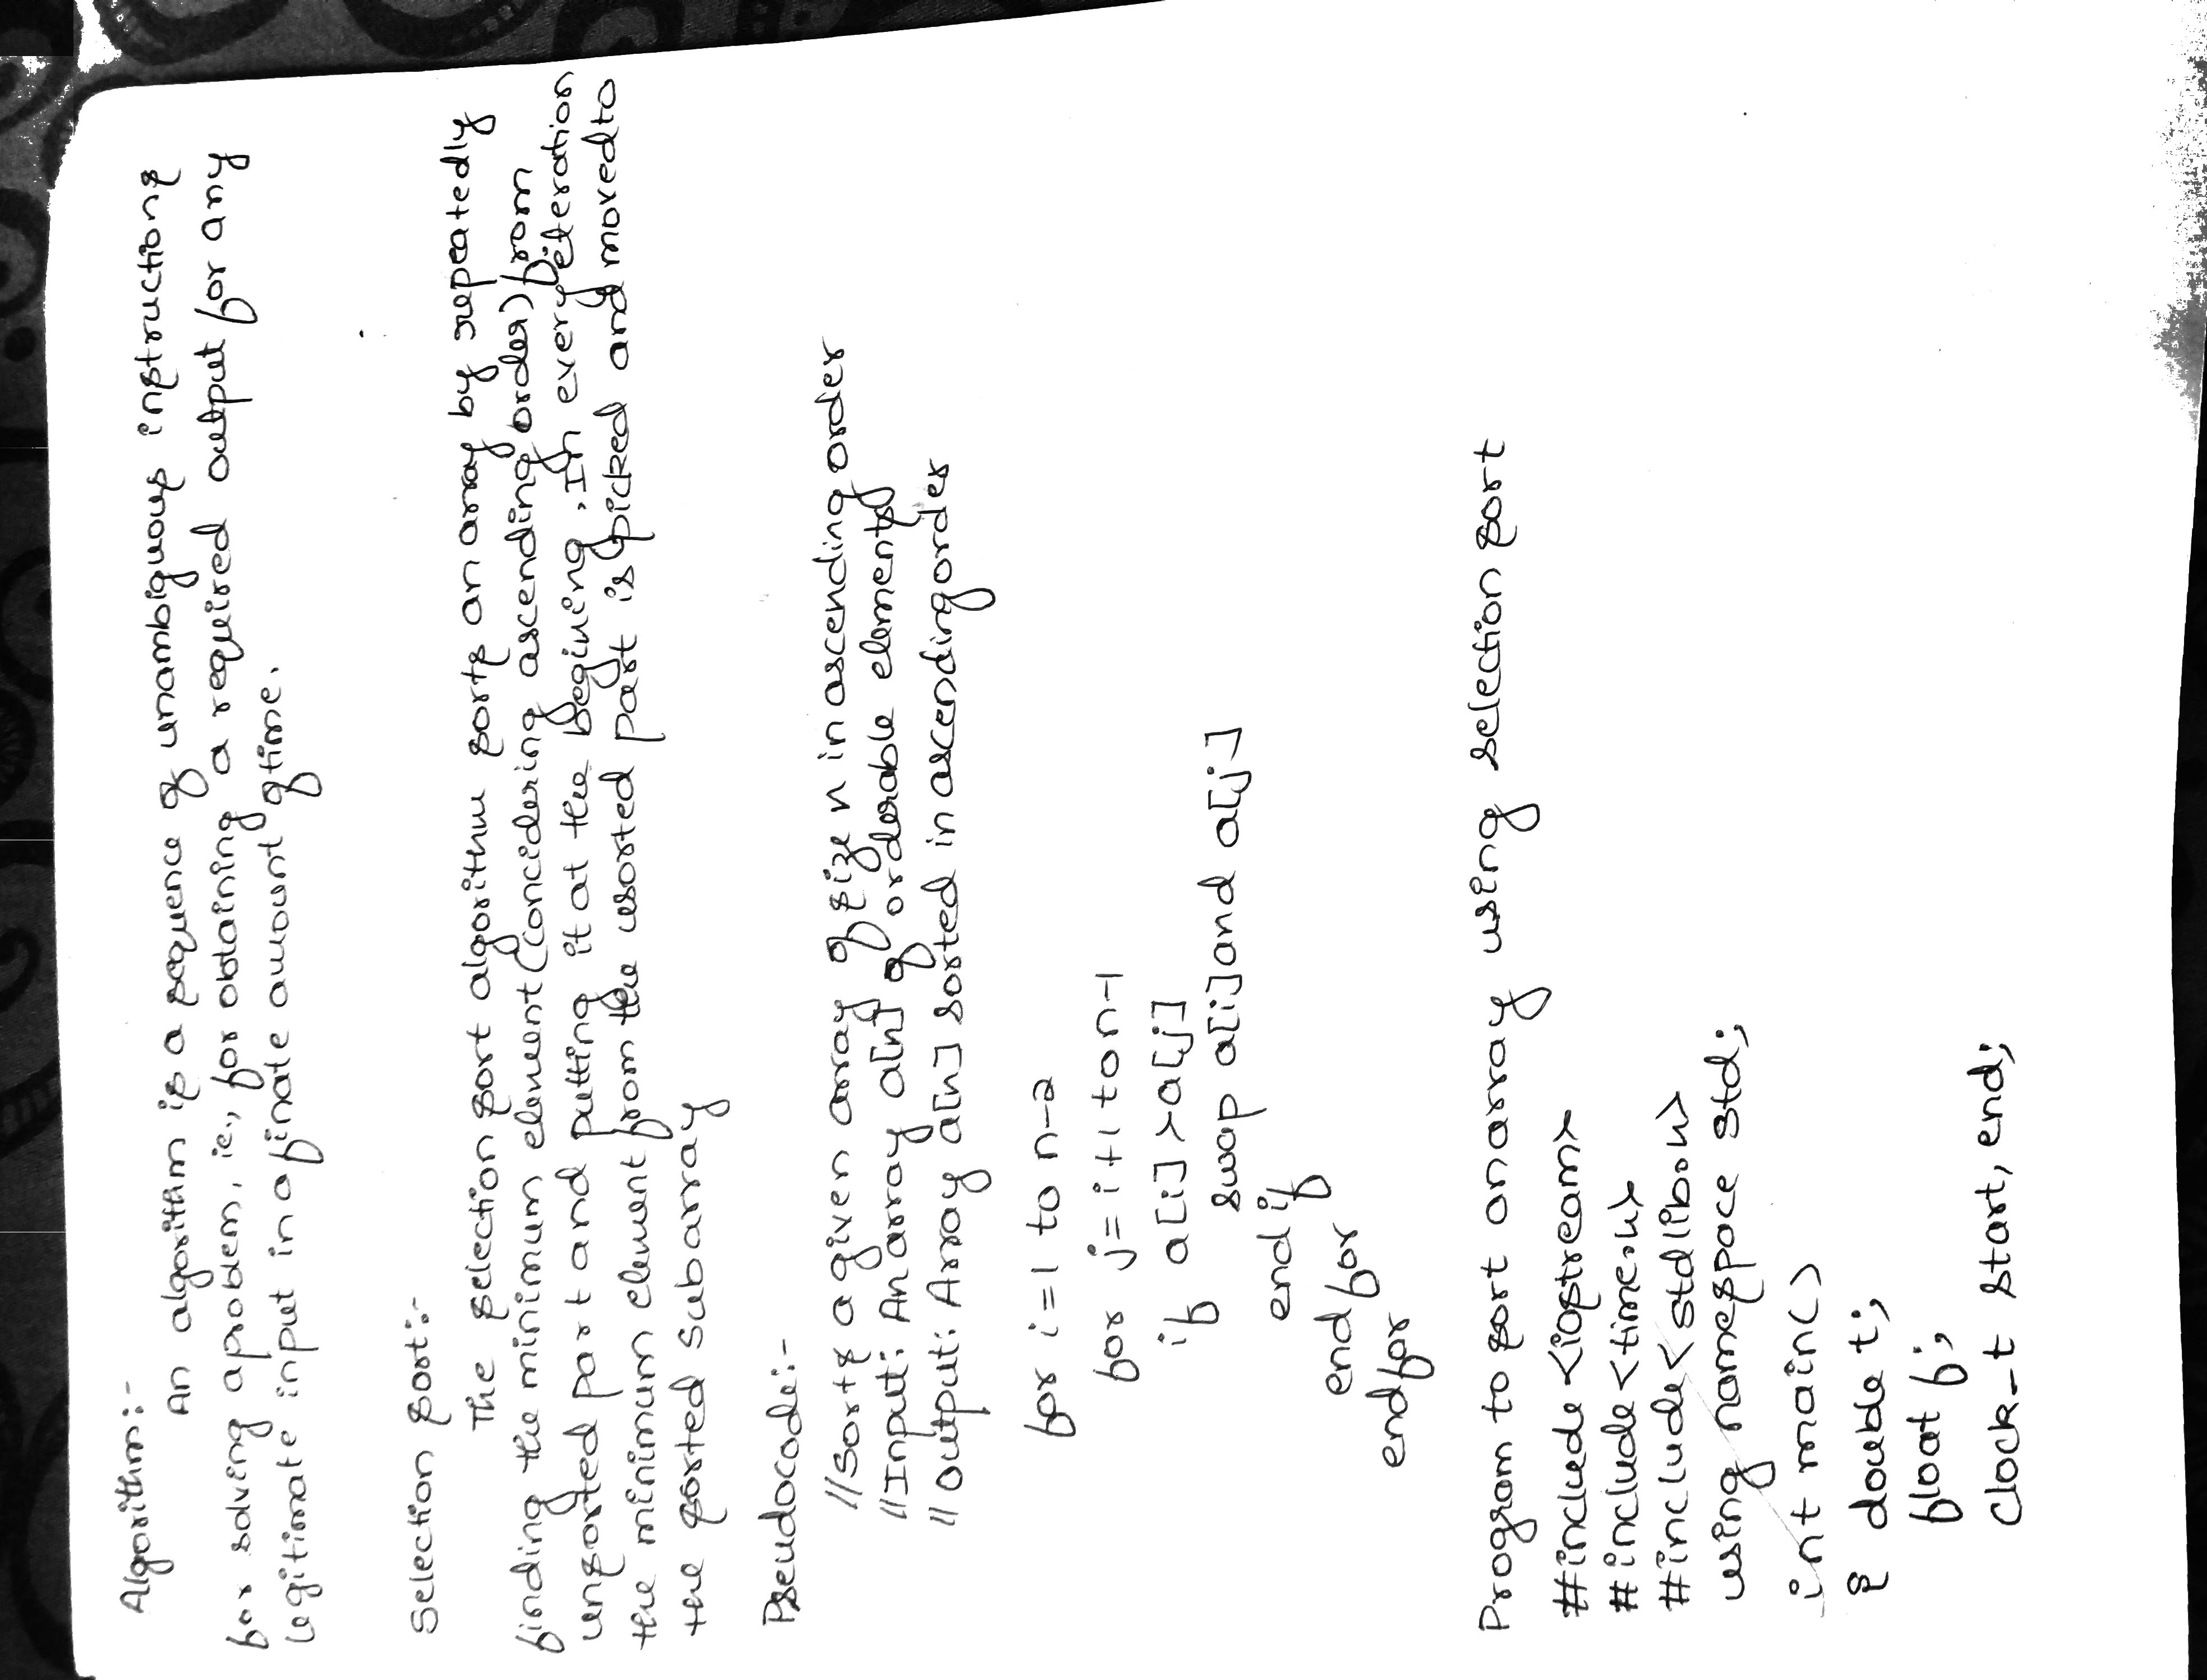 Algorithm:-
An algorithm is a sequence of unambiguous instructions
for solving a problem, ie., for obtaining a required output for any
legitimate input in a finate amount of time.
Selection sort:-
The selection sort algorithm sorts an array by repeatedly
finding the minimum element (concidering ascending order) from
unsorted part and putting it at the begining. In every iteration
the minimum element from the usorted part is picked and moved to
the sorted subarray
Pseudocode:-
//Sorts a given array of size n in ascending order
//Input: An array a[n] of orderable elements
//Output: Array a[n] sorted in ascending order
for i=1 to n-2
for j=i+1 to n-1
if a[i]>a[j]
swap a[i] and a[j]
end if
end for
end for
Program to sort an array using selection sort
#include <iostream>
#include <time.h>
#include <stdlib.h>
using namespace std;
int main()
{ double t;
float f;
clock_t start, end;